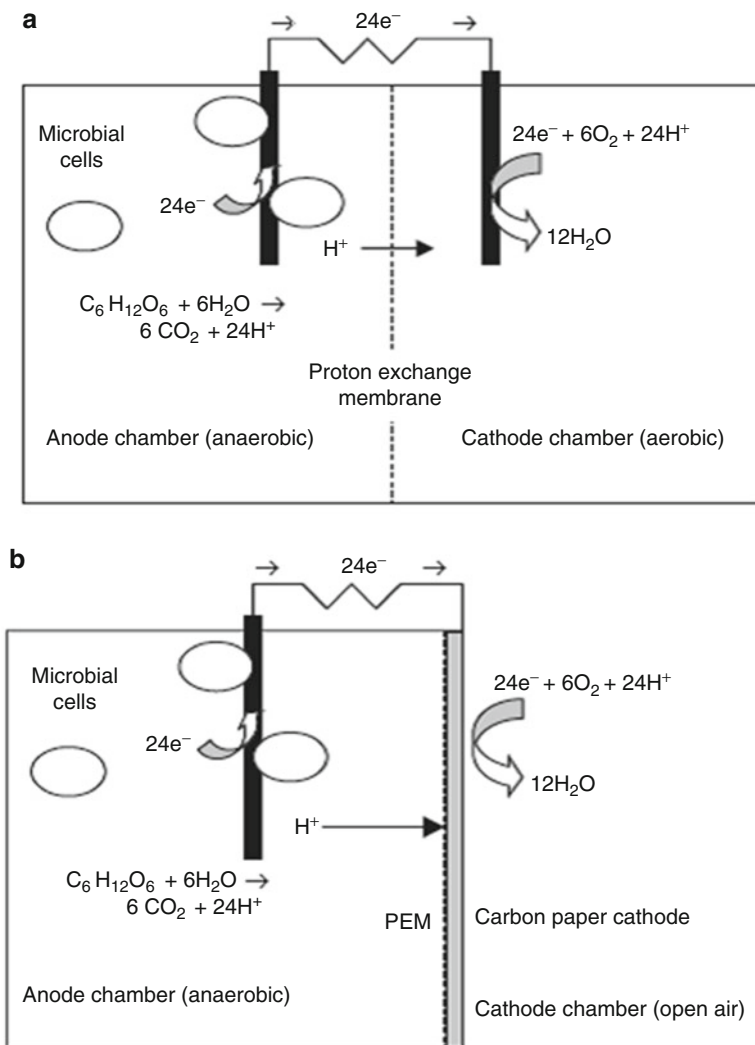 a
24e⁻
Microbial
cells
24e⁻ + 6O₂ + 24H⁺
24e⁻
12H₂O
H⁺
C₆H₁₂O₆ + 6H₂O →
6 CO₂ + 24H⁺
Proton exchange
membrane
Anode chamber (anaerobic)
Cathode chamber (aerobic)
b
24e⁻
Microbial
cells
24e⁻ + 6O₂ + 24H⁺
24e⁻
12H₂O
H⁺
C₆H₁₂O₆ + 6H₂O →
6 CO₂ + 24H⁺
PEM
Carbon paper cathode
Anode chamber (anaerobic)
Cathode chamber (open air)